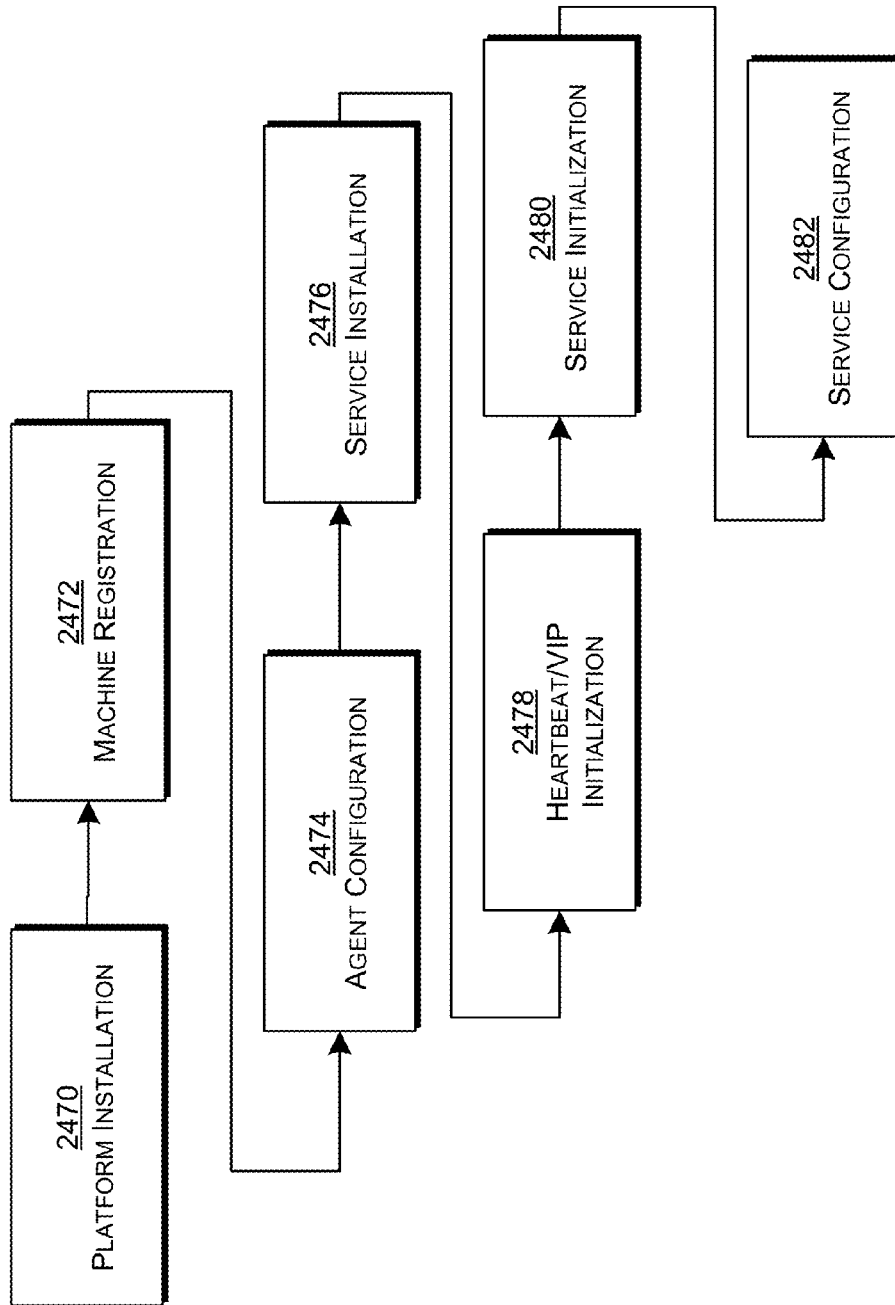 2470
PLATFORM INSTALLATION
2472
MACHINE REGISTRATION
2474
AGENT CONFIGURATION
2476
SERVICE INSTALLATION
2478
HEARTBEAT/VIP
INITIALIZATION
2480
SERVICE INITIALIZATION
2482
SERVICE CONFIGURATION